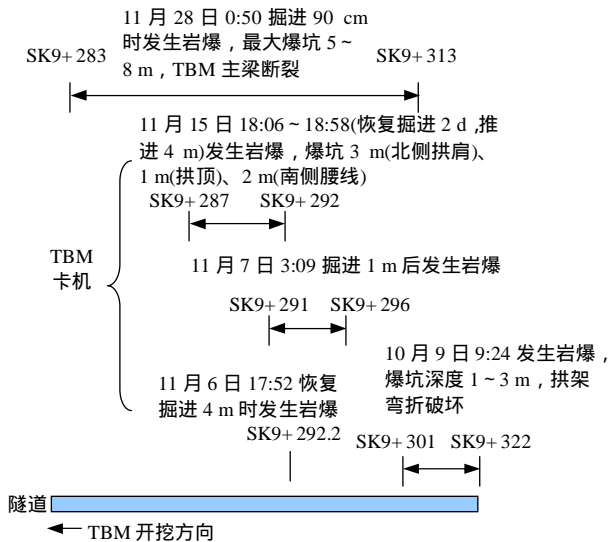 11 月 28 日 0:50 掘进 90 cm
时发生岩爆，最大爆坑 5～
8 m，TBM 主梁断裂
SK9+283
SK9+313
11 月 15 日 18:06～18:58(恢复掘进 2 d，推
进 4 m)发生岩爆，爆坑 3 m(北侧拱肩)、
1 m(拱顶)、2 m(南侧腰线)
SK9+287 SK9+292
TBM
卡机
11 月 7 日 3:09 掘进 1 m 后发生岩爆
SK9+291 SK9+296
10 月 9 日 9:24 发生岩爆，
爆坑深度 1～3 m，拱架
弯折破坏
11 月 6 日 17:52 恢复
掘进 4 m 时发生岩爆
SK9+292.2
SK9+301 SK9+322
隧道
TBM 开挖方向